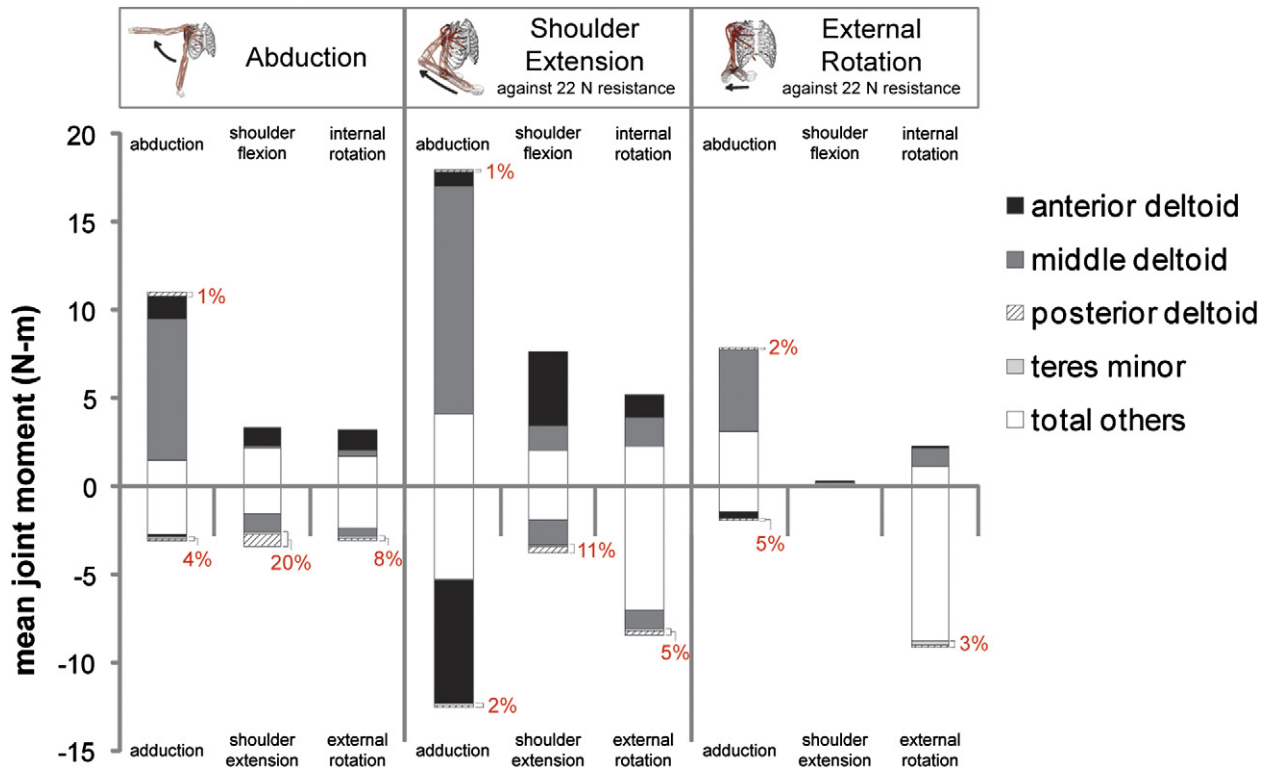 Abduction
Shoulder
Extension
against 22 N resistance
External
Rotation
against 22 N resistance
mean joint moment (N-m)
20
15
10
5
0
-5
-10
-15
abduction
shoulder
flexion
internal
rotation
abduction
shoulder
flexion
internal
rotation
abduction
shoulder
flexion
internal
rotation
1%
4%
20%
8%
1%
2%
11%
5%
2%
5%
3%
adduction
shoulder
extension
external
rotation
adduction
shoulder
extension
external
rotation
adduction
shoulder
extension
external
rotation
anterior deltoid
middle deltoid
posterior deltoid
teres minor
total others